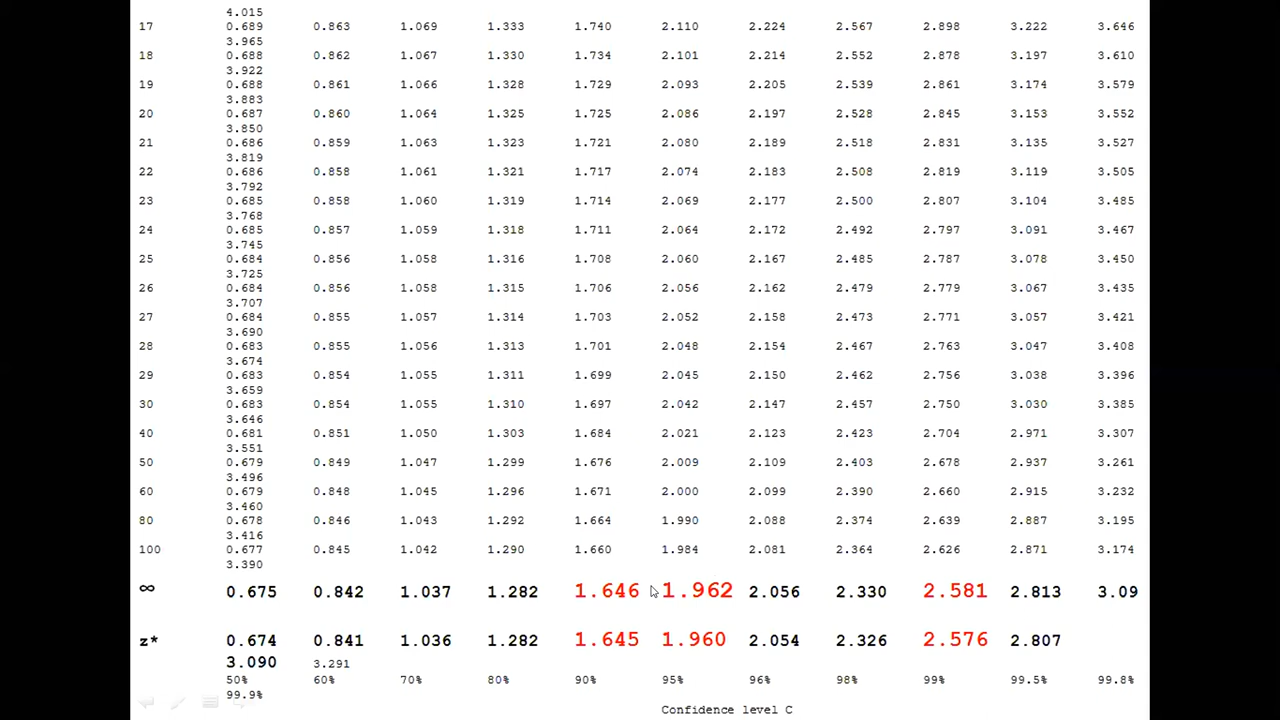 4.015
17 0.689 0.863 1.069 1.333 1.740 2.110 2.224 2.567 2.898 3.222 3.646
3.965
18 0.688 0.862 1.067 1.330 1.734 2.101 2.214 2.552 2.878 3.197 3.610
3.922
19 0.688 0.861 1.066 1.328 1.729 2.093 2.205 2.539 2.861 3.174 3.579
3.883
20 0.687 0.860 1.064 1.325 1.725 2.086 2.197 2.528 2.845 3.153 3.552
3.850
21 0.686 0.859 1.063 1.323 1.721 2.080 2.189 2.518 2.831 3.135 3.527
3.819
22 0.686 0.858 1.061 1.321 1.717 2.074 2.183 2.508 2.819 3.119 3.505
3.792
23 0.685 0.858 1.060 1.319 1.714 2.069 2.177 2.500 2.807 3.104 3.485
3.768
24 0.685 0.857 1.059 1.318 1.711 2.064 2.172 2.492 2.797 3.091 3.467
3.745
25 0.684 0.856 1.058 1.316 1.708 2.060 2.167 2.485 2.787 3.078 3.450
3.725
26 0.684 0.856 1.058 1.315 1.706 2.056 2.162 2.479 2.779 3.067 3.435
3.707
27 0.684 0.855 1.057 1.314 1.703 2.052 2.158 2.473 2.771 3.057 3.421
3.690
28 0.683 0.855 1.056 1.313 1.701 2.048 2.154 2.467 2.763 3.047 3.408
3.674
29 0.683 0.854 1.055 1.311 1.699 2.045 2.150 2.462 2.756 3.038 3.396
3.659
30 0.683 0.854 1.055 1.310 1.697 2.042 2.147 2.457 2.750 3.030 3.385
3.646
40 0.681 0.851 1.050 1.303 1.684 2.021 2.123 2.423 2.704 2.971 3.307
3.551
50 0.679 0.849 1.047 1.299 1.676 2.009 2.109 2.403 2.678 2.937 3.261
3.496
60 0.679 0.848 1.045 1.296 1.671 2.000 2.099 2.390 2.660 2.915 3.232
3.460
80 0.678 0.846 1.043 1.292 1.664 1.990 2.088 2.374 2.639 2.887 3.195
3.416
100 0.677 0.845 1.042 1.290 1.660 1.984 2.081 2.364 2.626 2.871 3.174
3.390
∞ 0.675 0.842 1.037 1.282 1.646 1.962 2.056 2.330 2.581 2.813 3.09
z* 0.674 0.841 1.036 1.282 1.645 1.960 2.054 2.326 2.576 2.807
3.090 3.291
50% 60% 70% 80% 90% 95% 96% 98% 99% 99.5% 99.8%
99.9%
Confidence level C